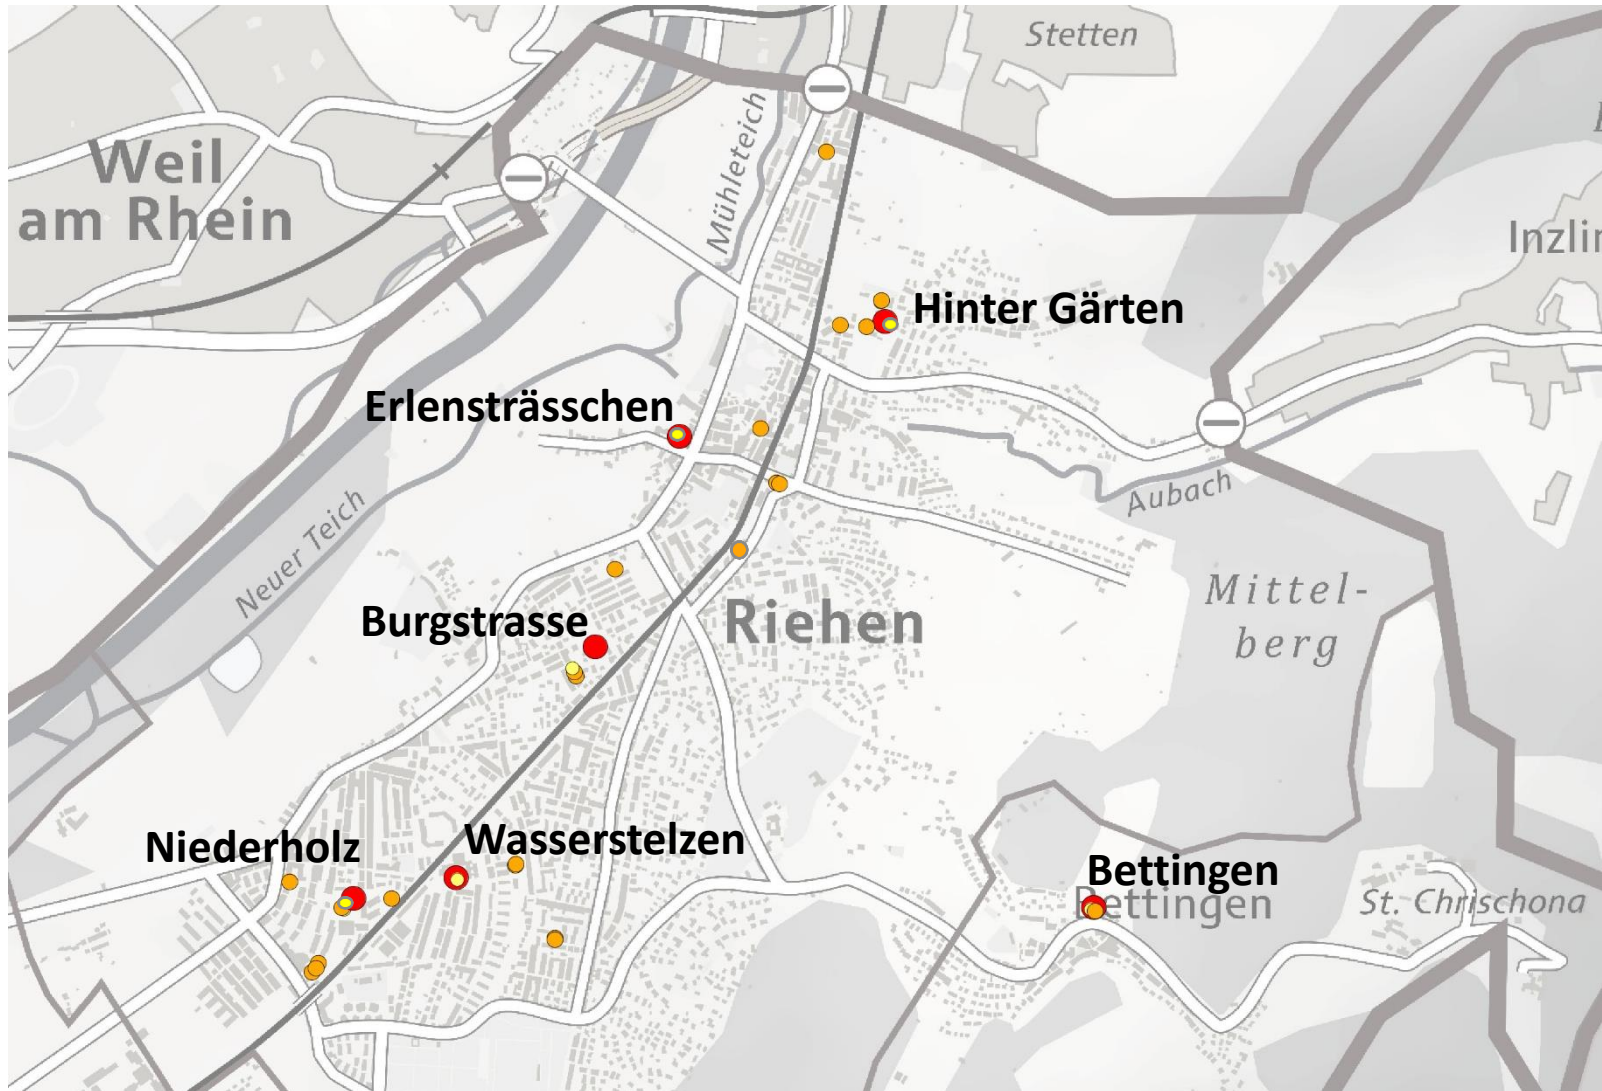 Stetten
Weil
am Rhein
Mühleteich
Inzlin
Hinter Gärten
Erlensträsschen
Aubach
Neuer Teich
Mittel-
berg
Burgstrasse
Riehen
Niederholz
Wasserstelzen
Bettingen
Bettingen
St. Chrischona